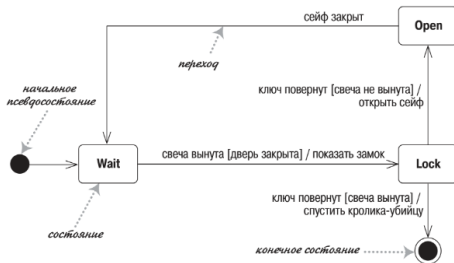 сейф закрыт
Open
переход
начальное
псевдосостояние
ключ повернут [свеча не вынута] /
открыть сейф
свеча вынута [дверь закрыта] / показать замок
Wait
Lock
ключ повернут [свеча вынута] /
спустить кролика-убийцу
состояние
конечное состояние